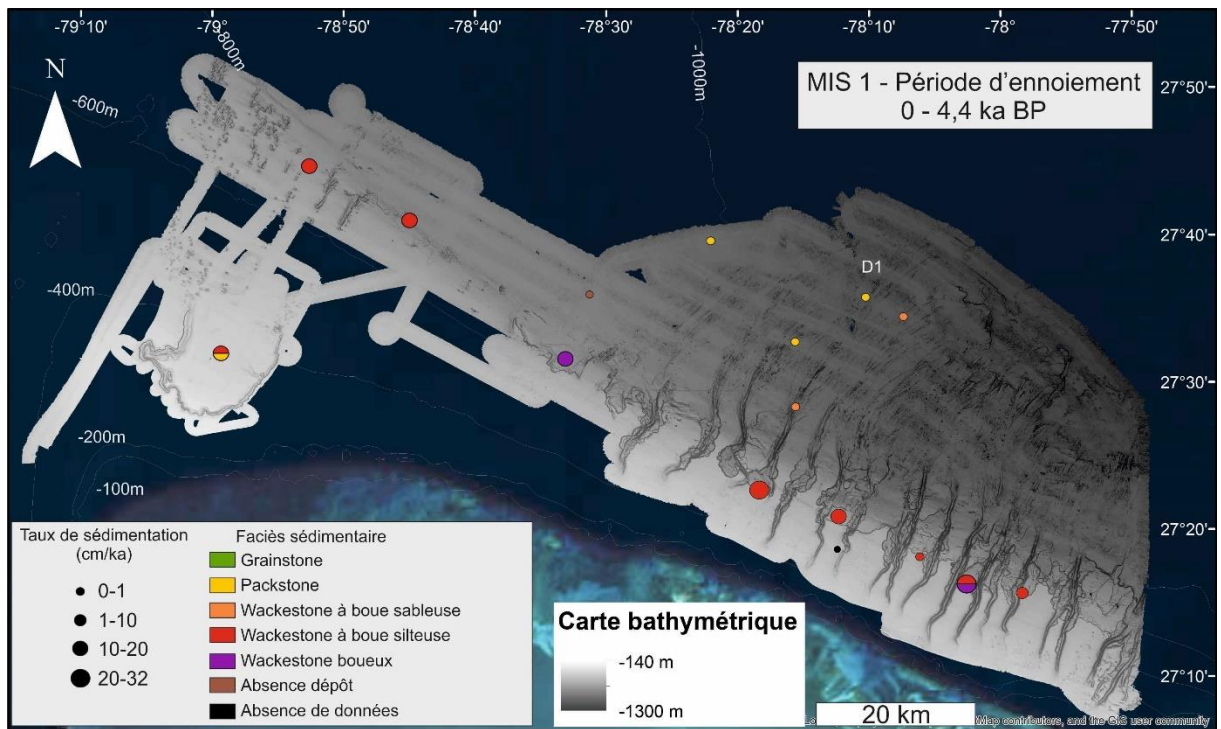 -79°10' -79° -78°50' -78°40' -78°30' -78°20' -78°10' -78° -77°50'
-800m
-1000m
N
-600m
MIS 1 - Période d'ennoiement
0 - 4,4 ka BP
27°50'
27°40'
D1
-400m
27°30'
-200m
-100m
27°20'
27°10'
Taux de sédimentation
(cm/ka)
0-1
1-10
10-20
20-32
Faciès sédimentaire
Grainstone
Packstone
Wackestone à boue sableuse
Wackestone à boue silteuse
Wackestone boueux
Absence dépôt
Absence de données
Carte bathymétrique
-140 m
-1300 m
20 km
Map contributors, and the GIS user community